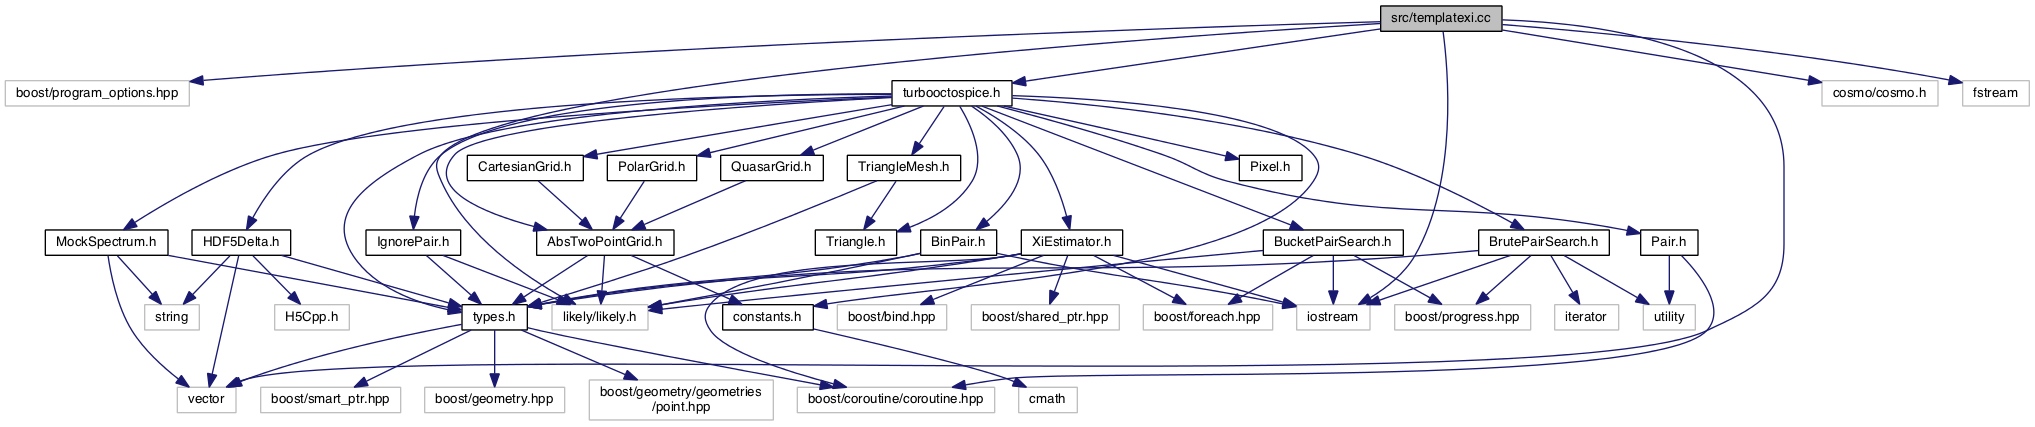 src/templatexi.cc
boost/program_options.hpp
turbooctospice.h
cosmo/cosmo.h
fstream
CartesianGrid.h
PolarGrid.h
QuasarGrid.h
TriangleMesh.h
Pixel.h
MockSpectrum.h
HDF5Delta.h
IgnorePair.h
AbsTwoPointGrid.h
Triangle.h
BinPair.h
XiEstimator.h
BucketPairSearch.h
BrutePairSearch.h
Pair.h
string
H5Cpp.h
types.h
likely/likely.h
constants.h
boost/bind.hpp
boost/shared_ptr.hpp
boost/foreach.hpp
iostream
boost/progress.hpp
iterator
utility
vector
boost/smart_ptr.hpp
boost/geometry.hpp
boost/geometry/geometries
/point.hpp
boost/coroutine/coroutine.hpp
cmath